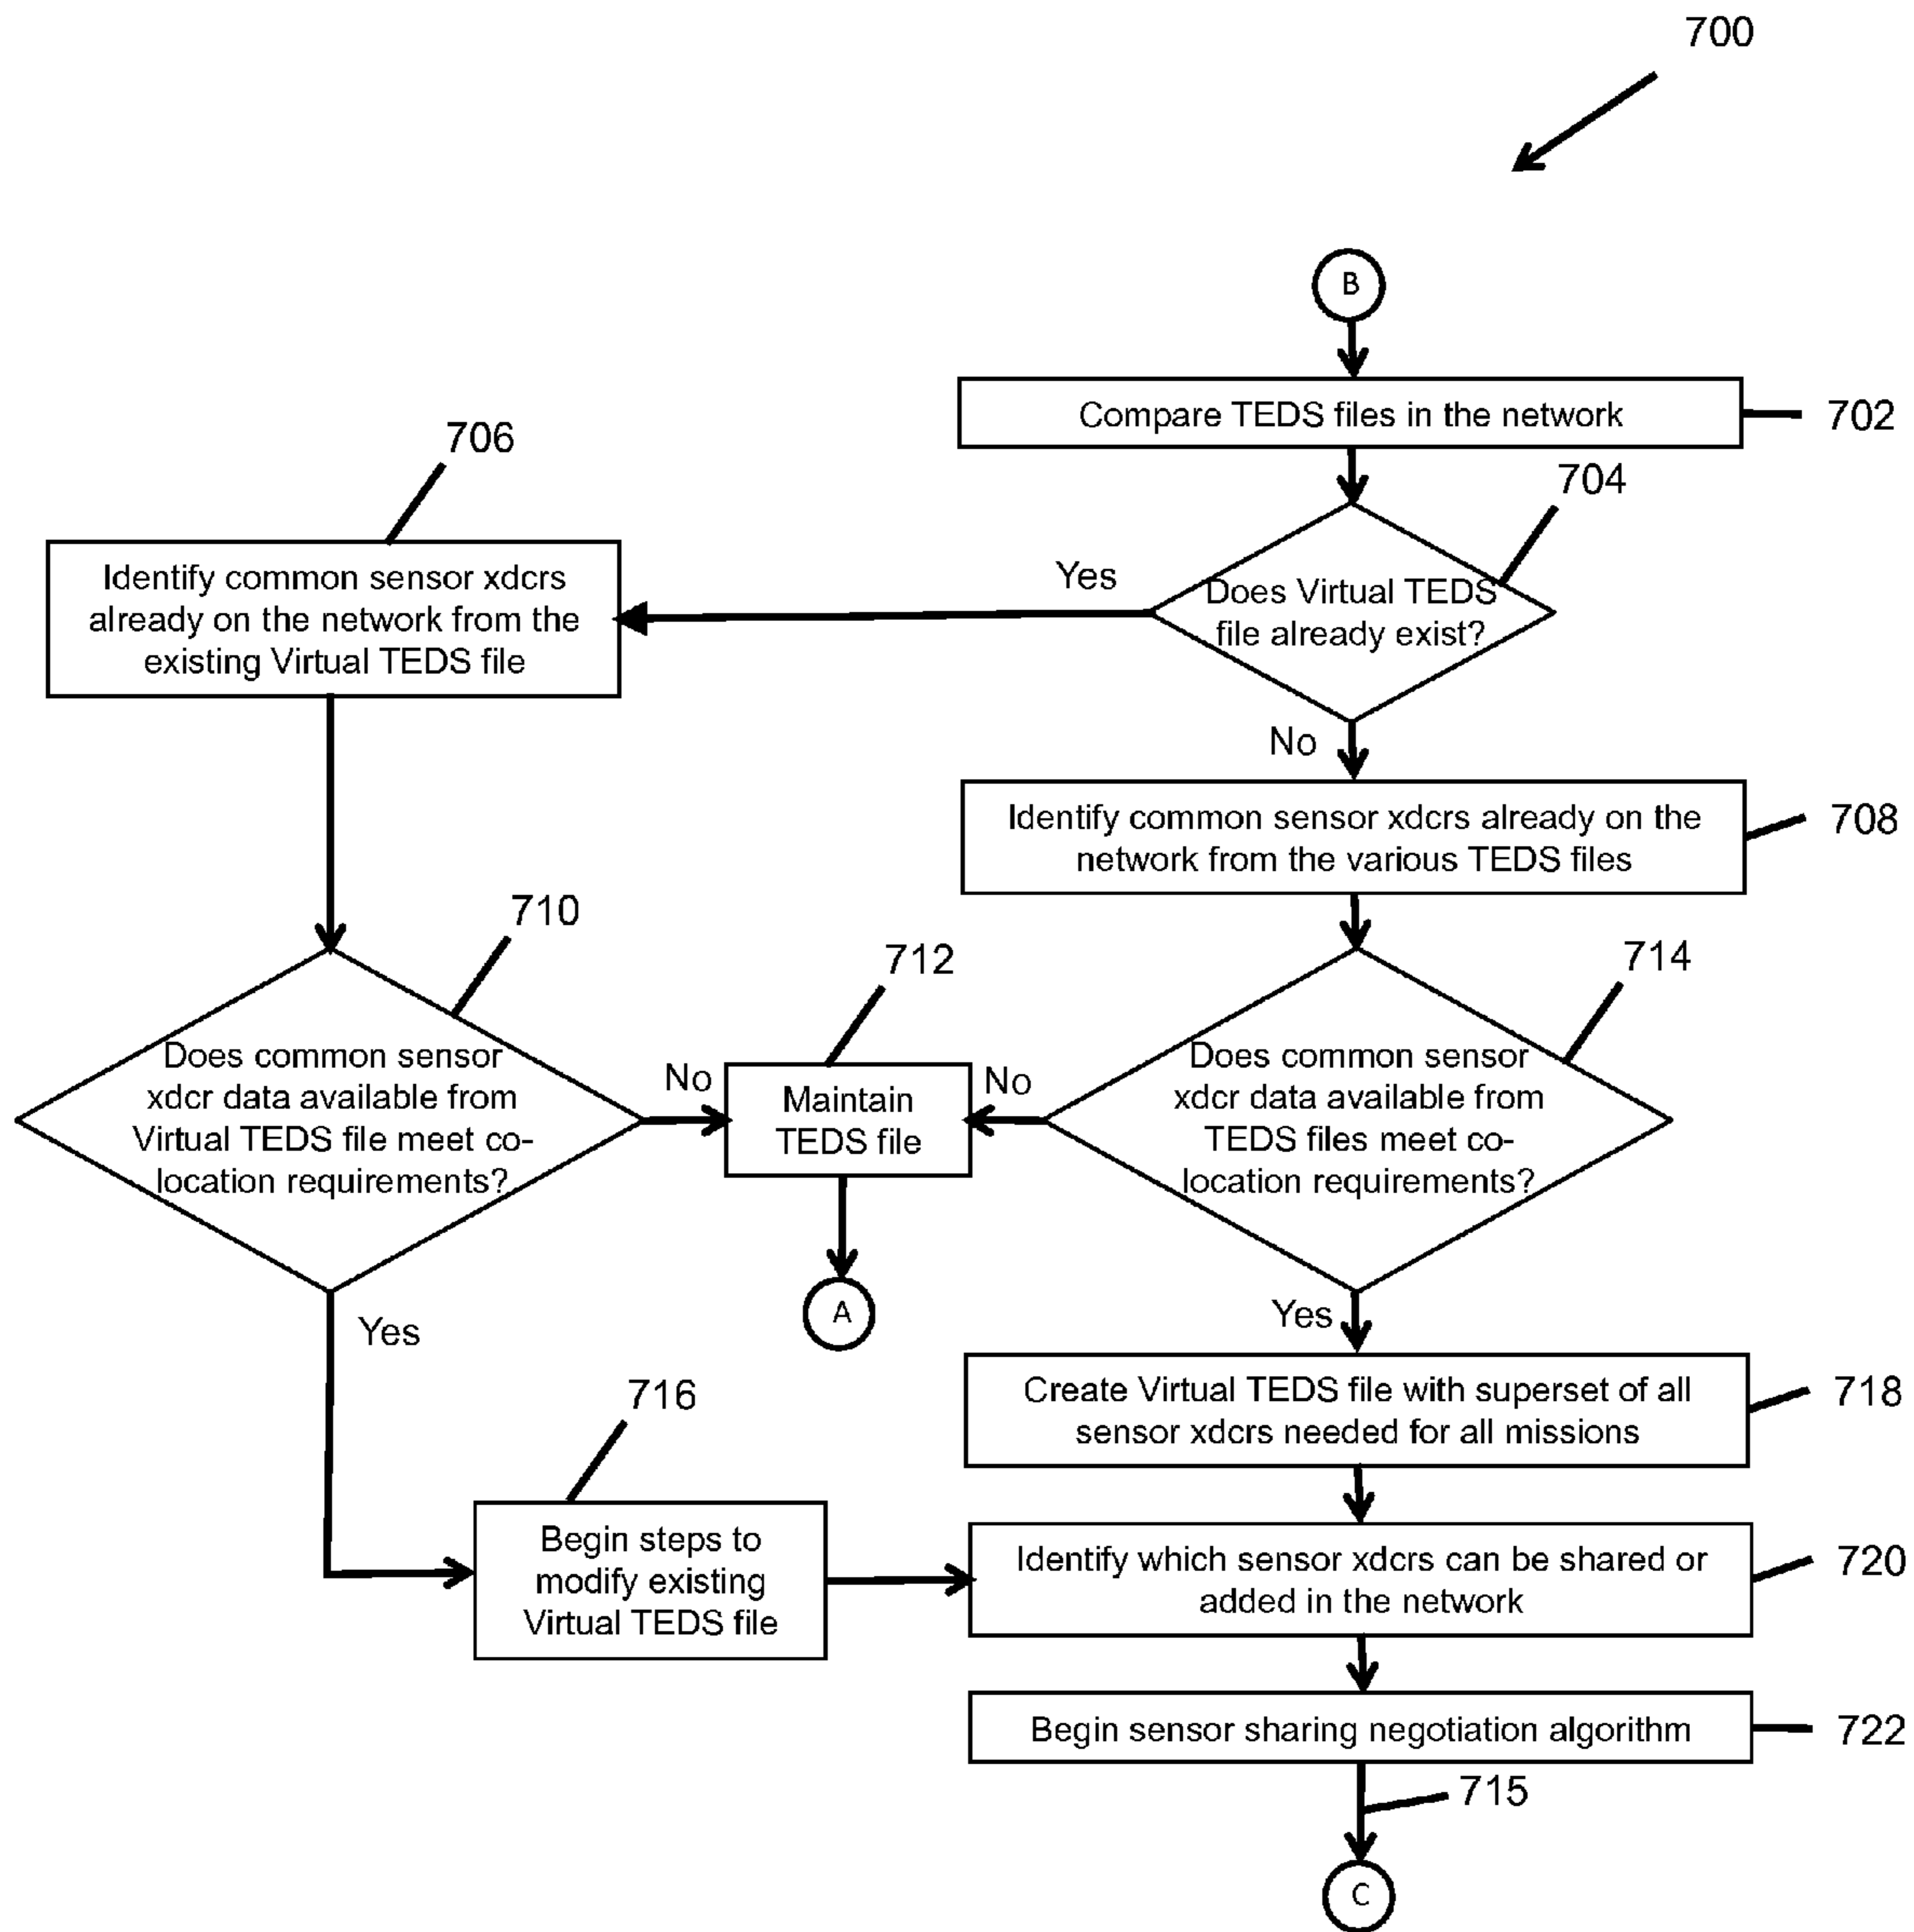 700
B
Compare TEDS files in the network
702
704
Does Virtual TEDS
file already exist?
Yes
No
706
Identify common sensor xdcrs
already on the network from the
existing Virtual TEDS file
Identify common sensor xdcrs already on the
network from the various TEDS files
708
710
Does common sensor
xdcr data available from
Virtual TEDS file meet co-
location requirements?
No
Yes
712
Maintain
TEDS file
A
714
Does common sensor
xdcr data available from
TEDS files meet co-
location requirements?
No
Yes
716
Begin steps to
modify existing
Virtual TEDS file
Create Virtual TEDS file with superset of all
sensor xdcrs needed for all missions
718
Identify which sensor xdcrs can be shared or
added in the network
720
Begin sensor sharing negotiation algorithm
722
715
C